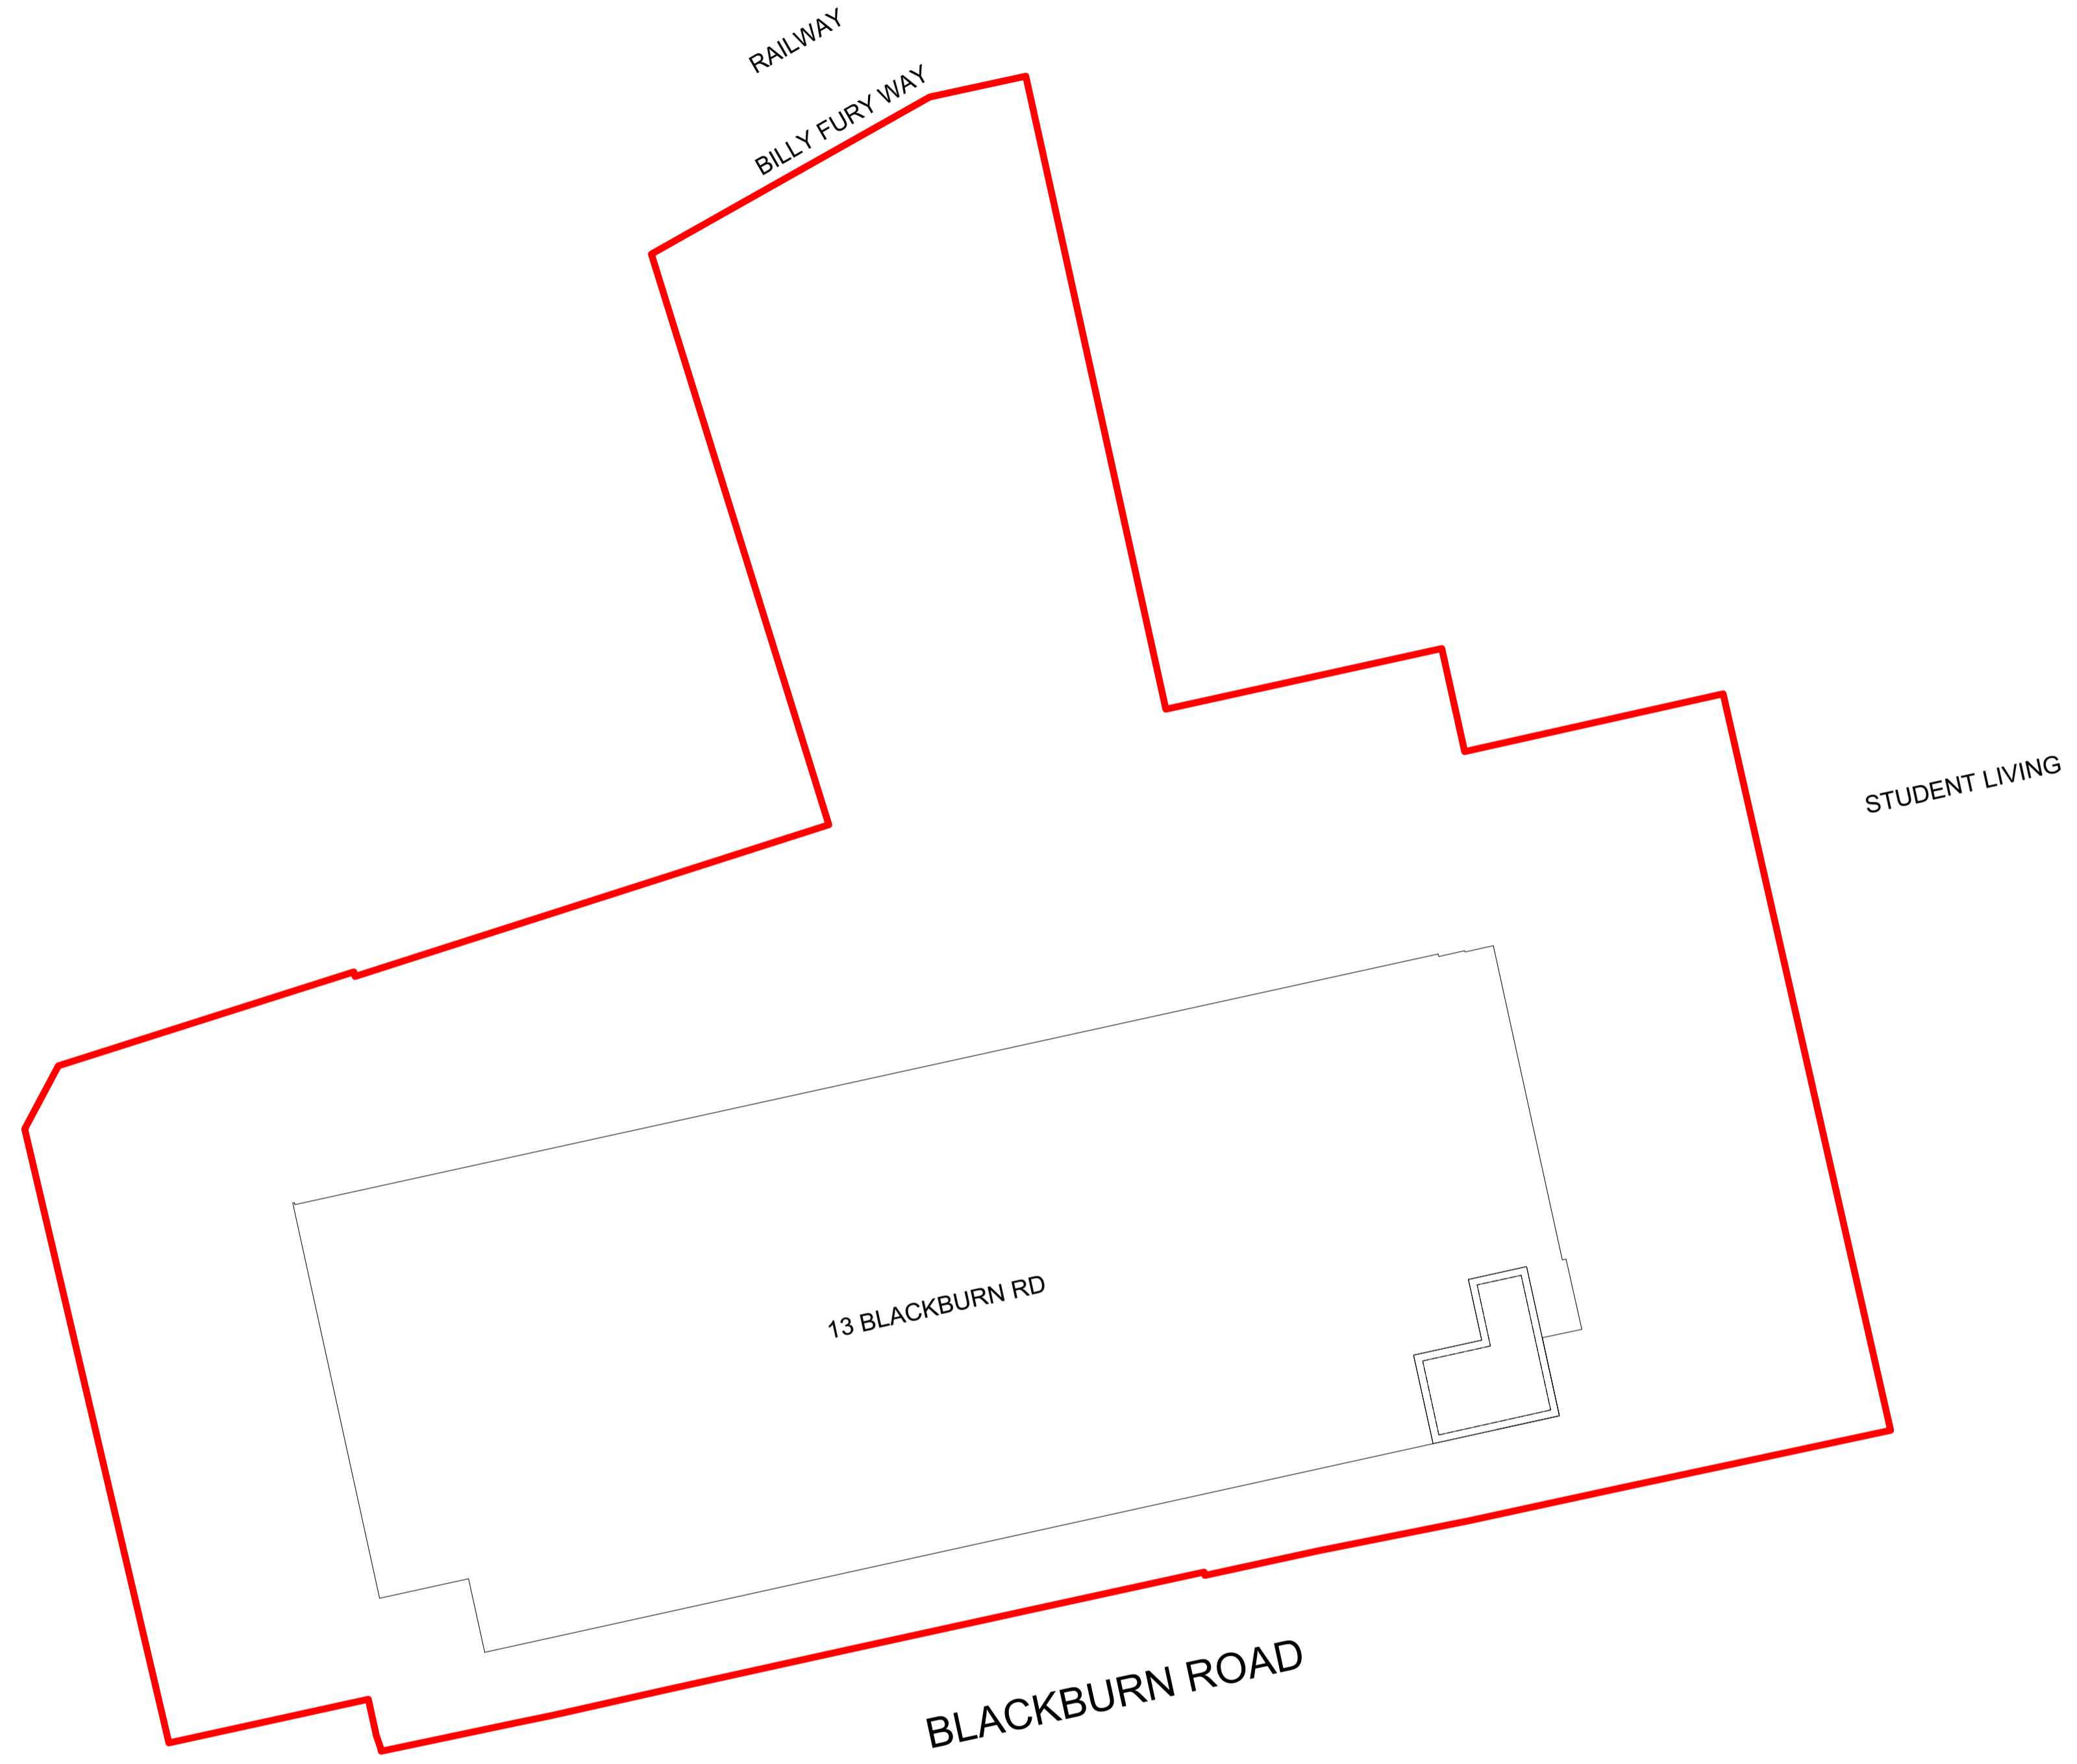 RAILWAY
BILLY FURY WAY
STUDENT LIVING
13 BLACKBURN RD
BLACKBURN ROAD